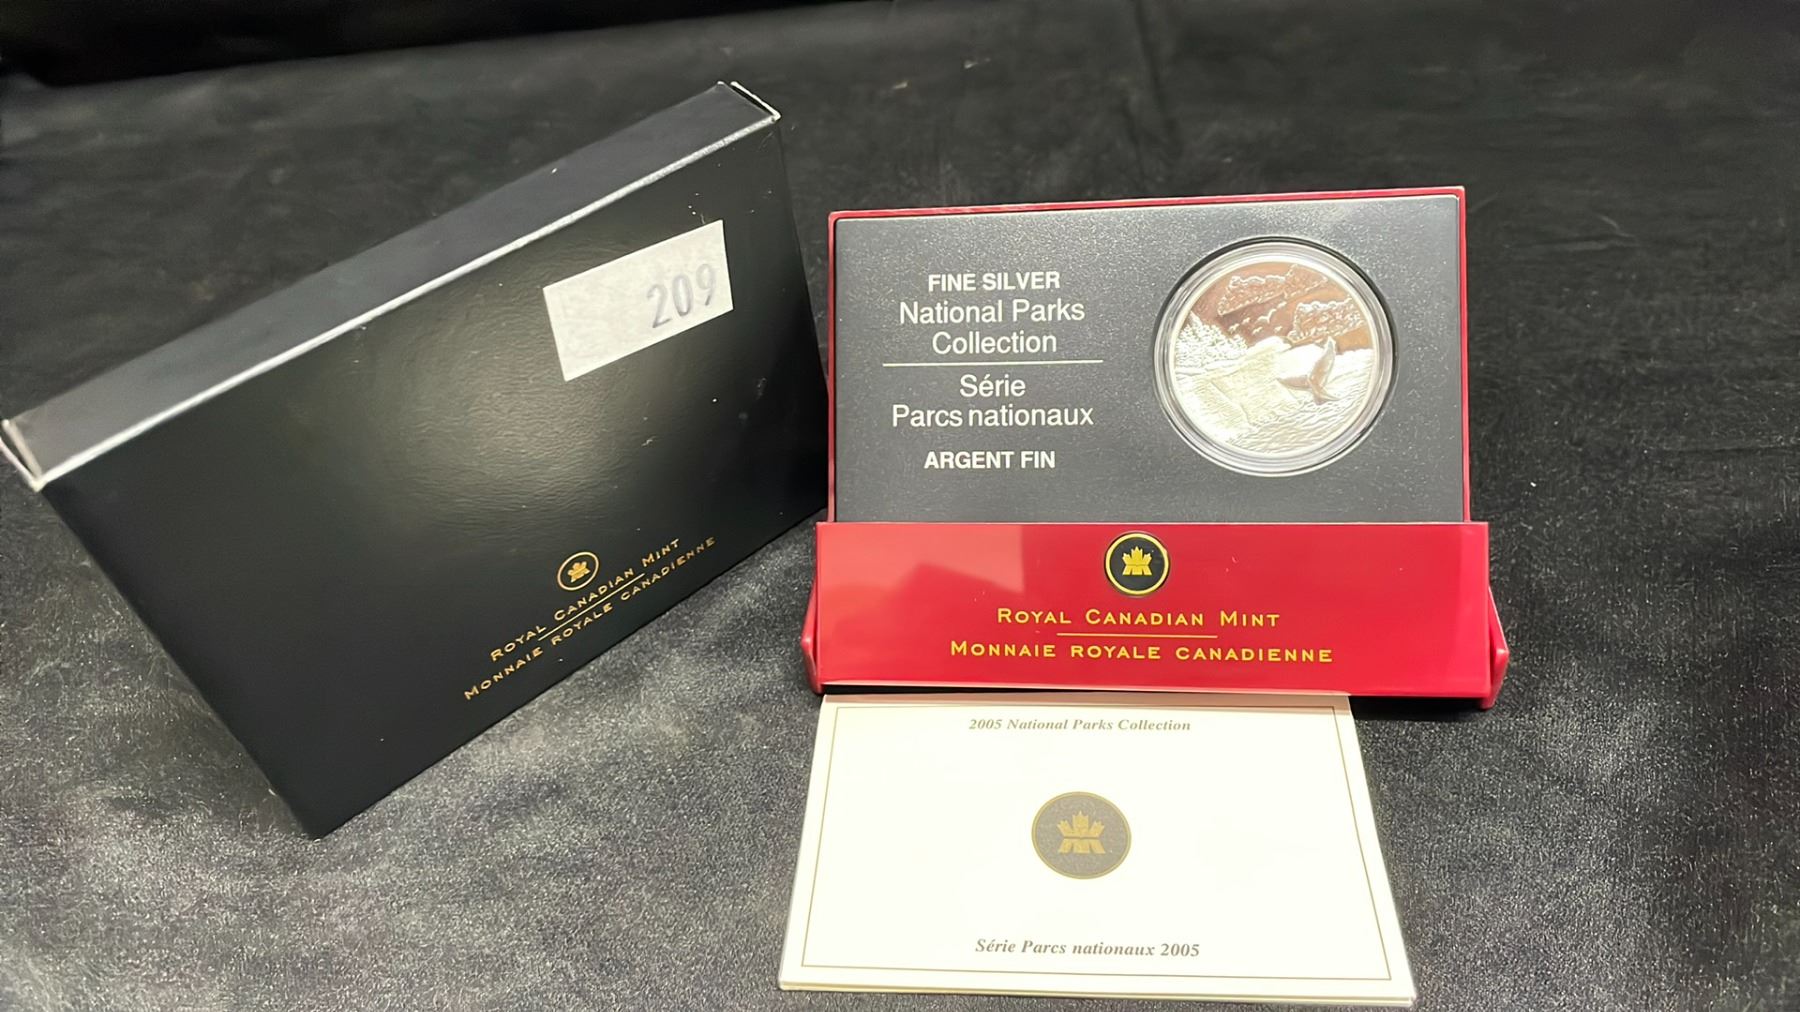 209
ROYAL CANADIAN MINT
MONNAIE ROYALE CANADIENNE
FINE SILVER
National Parks
Collection
Série
Parcs nationaux
ARGENT FIN
ROYAL CANADIAN MINT
MONNAIE ROYALE CANADIENNE
2005 National Parks Collection
Série Parcs nationaux 2005